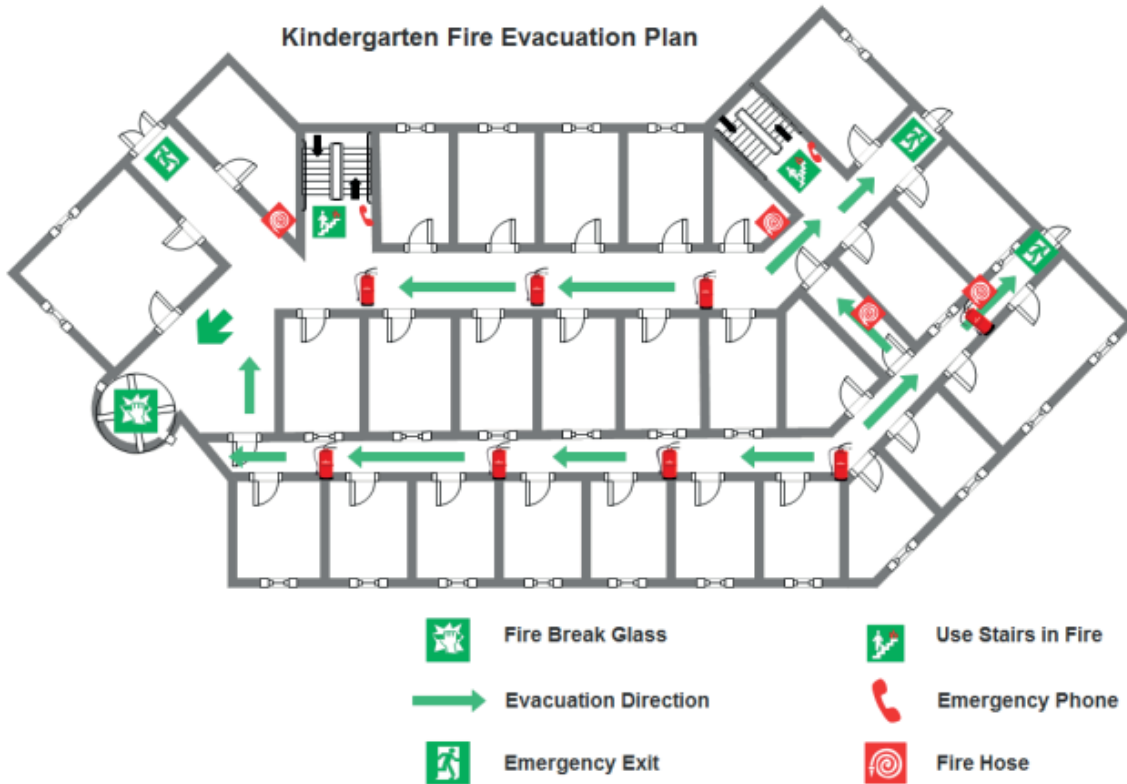 Kindergarten Fire Evacuation Plan
Fire Break Glass
Use Stairs in Fire
Evacuation Direction
Emergency Phone
Emergency Exit
Fire Hose